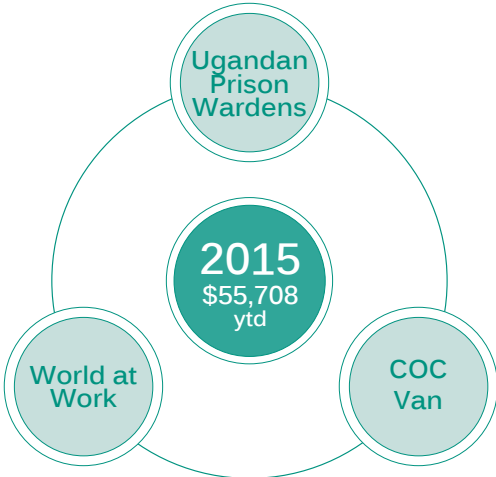 Ugandan
Prison
Wardens
2015
$55,708
ytd
World at
Work
COC
Van